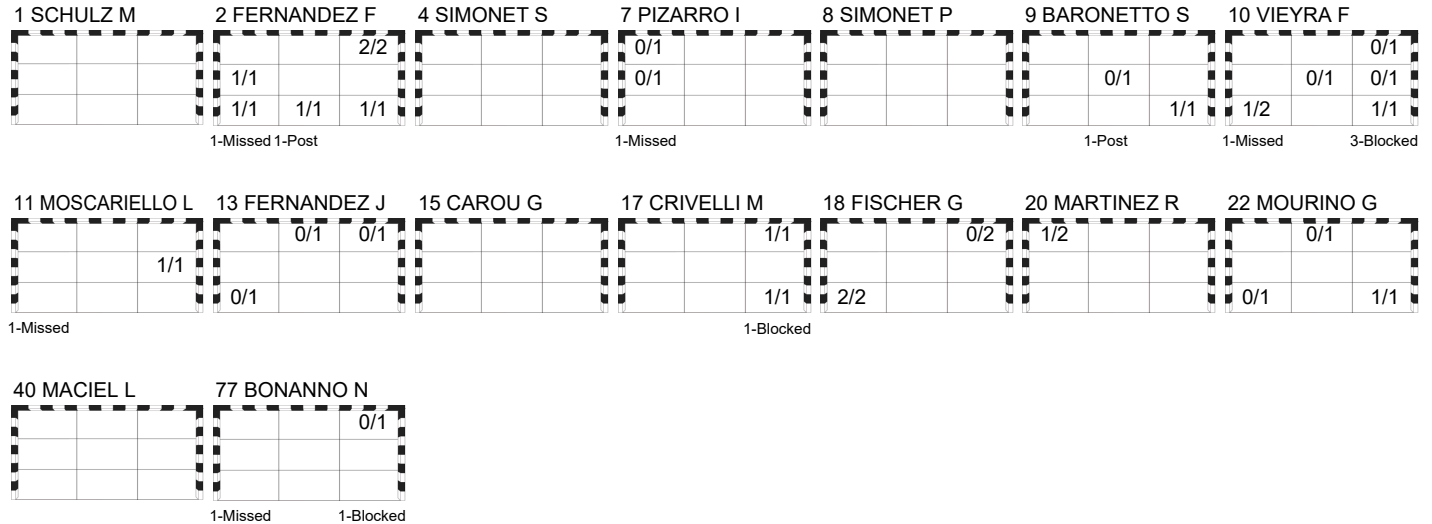 1 SCHULZ M 2 FERNANDEZ F 4 SIMONET S 7 PIZARRO I 8 SIMONET P 9 BARONETTO S 10 VIEYRA F
2/2 0/1 0/1
1/1 0/1 0/1 0/1 0/1
1/1 1/1 1/1 1/1 1/2 1/1
1-Missed 1-Post 1-Missed 1-Post 1-Missed 3-Blocked
11 MOSCARIELLO L 13 FERNANDEZ J 15 CAROU G 17 CRIVELLI M 18 FISCHER G 20 MARTINEZ R 22 MOURINO G
0/1 0/1 1/1 0/2 1/2 0/1
1/1
0/1 1/1 2/2 0/1 1/1
1-Missed 1-Blocked
40 MACIEL L 77 BONANNO N
0/1
1-Missed 1-Blocked